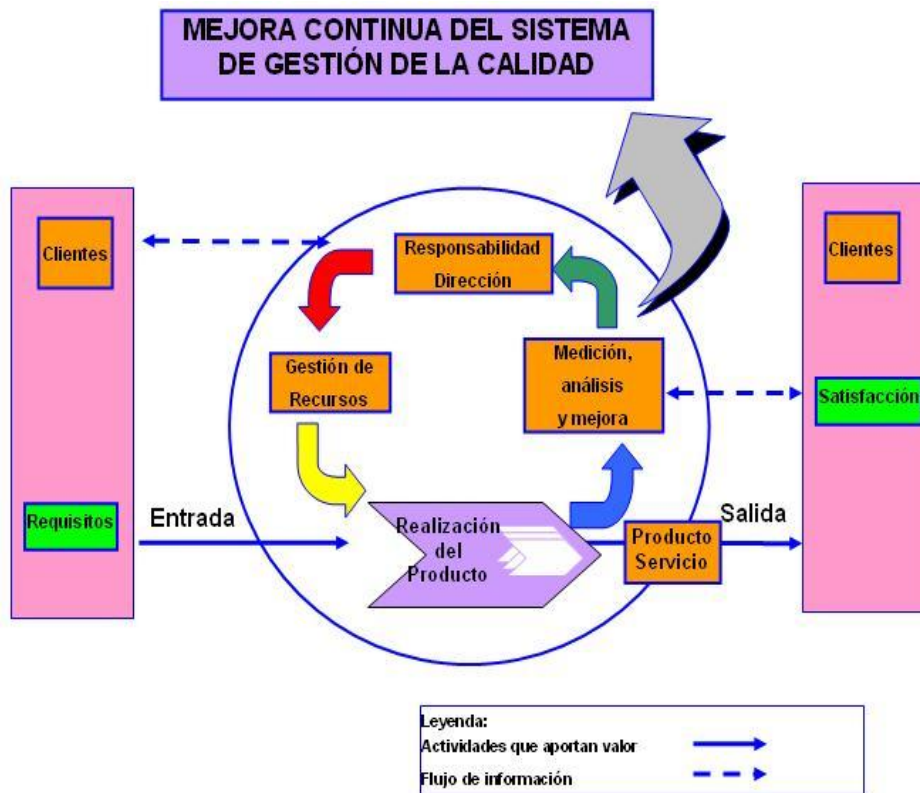 MEJORA CONTINUA DEL SISTEMA
DE GESTIÓN DE LA CALIDAD
Clientes
Responsabilidad
Dirección
Clientes
Gestión de
Recursos
Medición,
análisis
y mejora
Satisfacción
Requisitos
Entrada
Realización
del
Producto
Producto
Servicio
Salida
Leyenda:
Actividades que aportan valor
Flujo de información